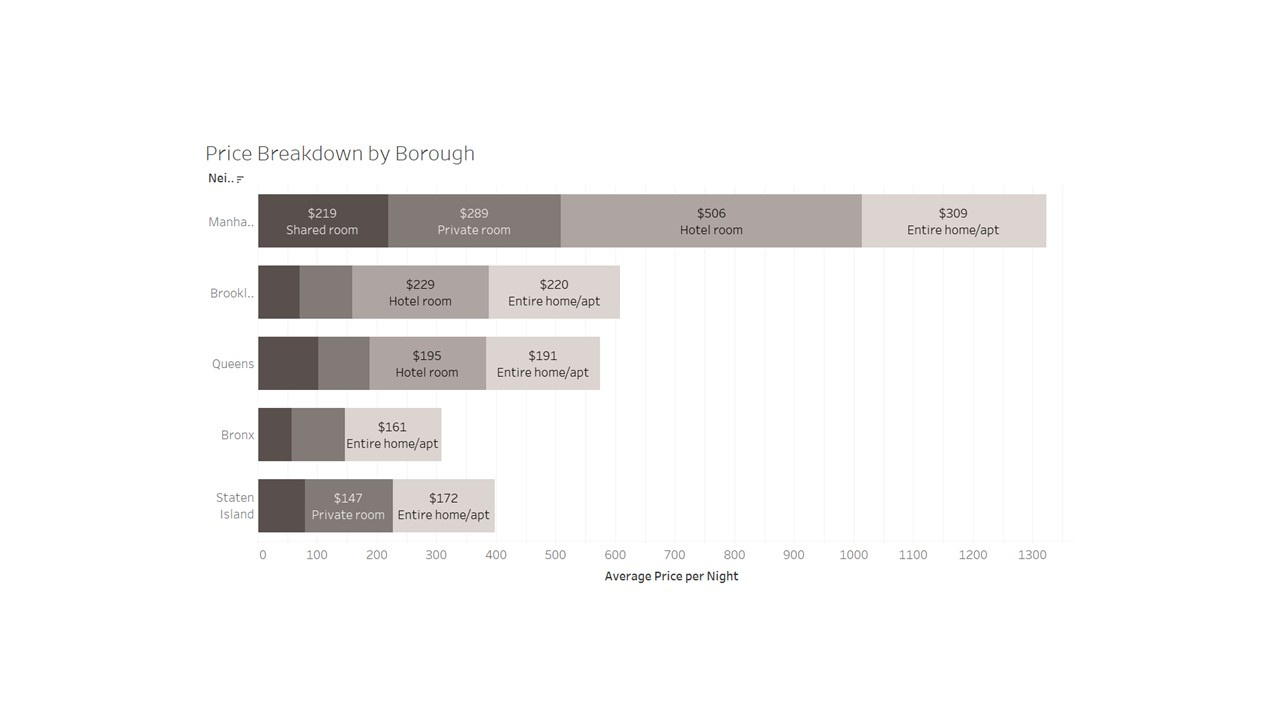 Price Breakdown by Borough
Nei..
Manha..
$219
Shared room
$289
Private room
$506
Hotel room
$309
Entire home/apt
Brookl..
$229
Hotel room
$220
Entire home/apt
Queens
$195
Hotel room
$191
Entire home/apt
Bronx
$161
Entire home/apt
Staten
Island
$147
Private room
$172
Entire home/apt
0 100 200 300 400 500 600 700 800 900 1000 1100 1200 1300
Average Price per Night